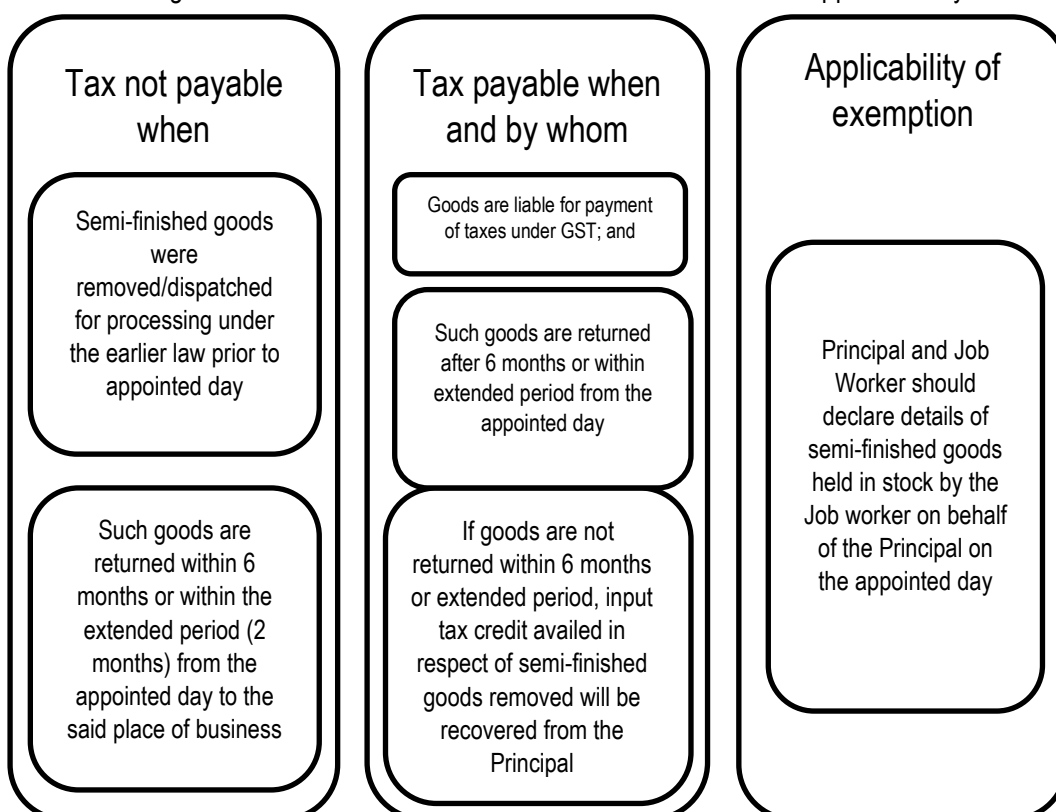 Tax not payable
when
Semi-finished goods
were
removed/dispatched
for processing under
the earlier law prior to
appointed day
Such goods are
returned within 6
months or within the
extended period (2
months) from the
appointed day to the
said place of business
Tax payable when
and by whom
Goods are liable for payment
of taxes under GST; and
Such goods are returned
after 6 months or within
extended period from the
appointed day
If goods are not
returned within 6 months
or extended period, input
tax credit availed in
respect of semi-finished
goods removed will be
recovered from the
Principal
Applicability of
exemption
Principal and Job
Worker should
declare details of
semi-finished goods
held in stock by the
Job worker on behalf
of the Principal on
the appointed day